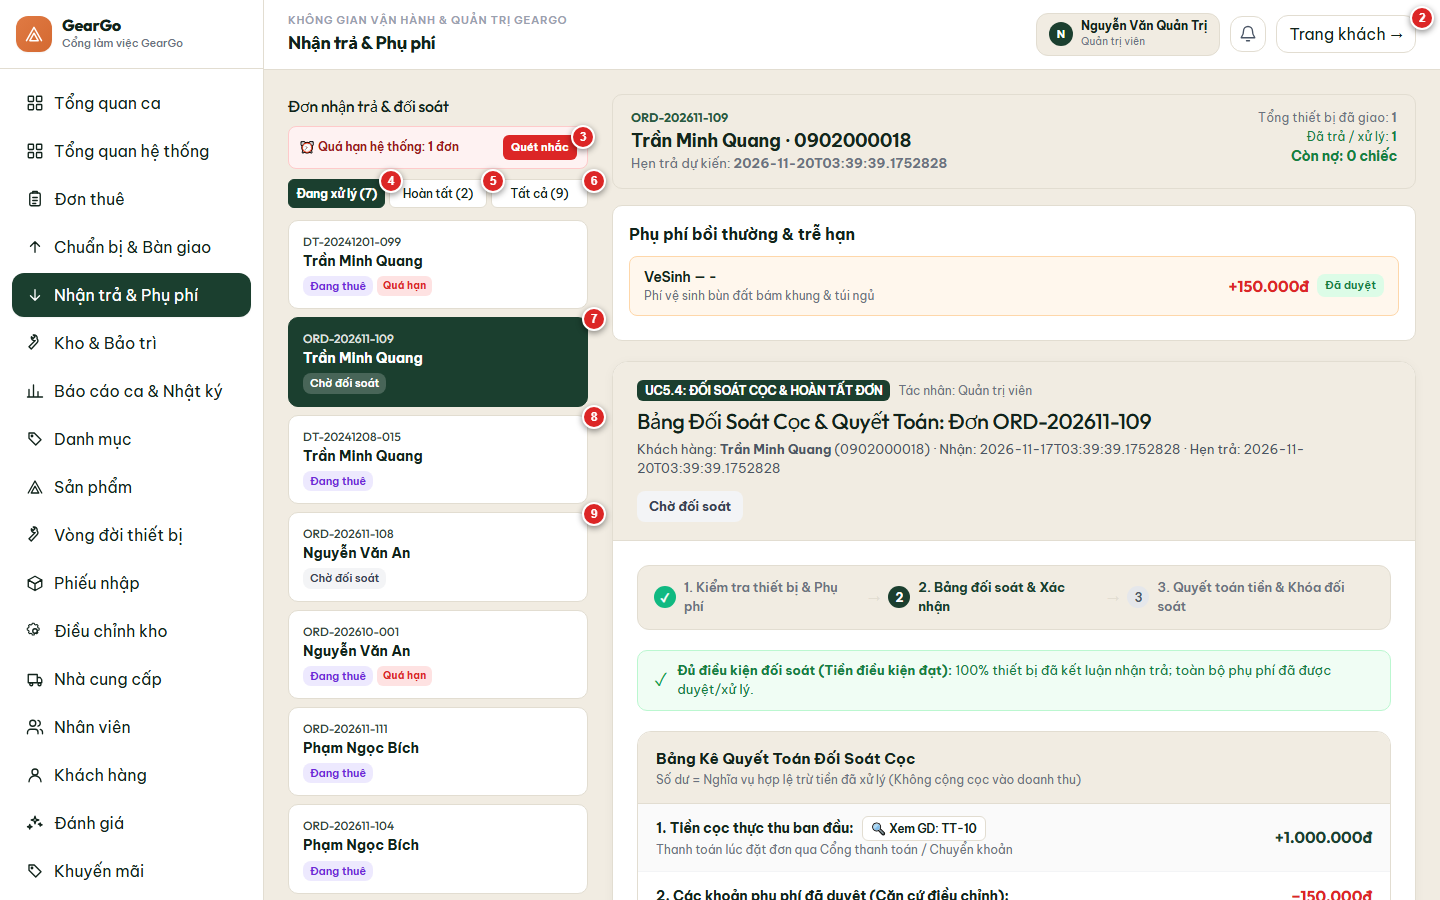 GearGo
Cổng làm việc GearGo
Tổng quan ca
Tổng quan hệ thống
Đơn thuê
Chuẩn bị & Bàn giao
Nhận trả & Phụ phí
Kho & Bảo trì
Báo cáo ca & Nhật ký
Danh mục
Sản phẩm
Vòng đời thiết bị
Phiếu nhập
Điều chỉnh kho
Nhà cung cấp
Nhân viên
Khách hàng
Đánh giá
Khuyến mãi
KHÔNG GIAN VẬN HÀNH & QUẢN TRỊ GEARGO
Nhận trả & Phụ phí
N
Nguyễn Văn Quản Trị
Quản trị viên
Trang khách →
2
Đơn nhận trả & đối soát
Quá hạn hệ thống: 1 đơn
Quét nhắc
3
Đang xử lý (7)
4
Hoàn tất (2)
5
Tất cả (9)
6
DT-20241201-099
Trần Minh Quang
Đang thuê
Quá hạn
7
ORD-202611-109
Trần Minh Quang
Chờ đối soát
8
DT-20241208-015
Trần Minh Quang
Đang thuê
9
ORD-202611-108
Nguyễn Văn An
Chờ đối soát
ORD-202610-001
Nguyễn Văn An
Đang thuê
Quá hạn
ORD-202611-111
Phạm Ngọc Bích
Đang thuê
ORD-202611-104
Phạm Ngọc Bích
Đang thuê
ORD-202611-109
Trần Minh Quang · 0902000018
Hẹn trả dự kiến: 2026-11-20T03:39:39.1752828
Tổng thiết bị đã giao: 1
Đã trả / xử lý: 1
Còn nợ: 0 chiếc
Phụ phí bồi thường & trễ hạn
VeSinh — -
Phí vệ sinh bùn đất bám khung & túi ngủ
+150.000đ
Đã duyệt
UC5.4: ĐỐI SOÁT CỌC & HOÀN TẤT ĐƠN
Tác nhân: Quản trị viên
Bảng Đối Soát Cọc & Quyết Toán: Đơn ORD-202611-109
Khách hàng: Trần Minh Quang (0902000018) · Nhận: 2026-11-17T03:39:39.1752828 · Hẹn trả: 2026-11-
20T03:39:39.1752828
Chờ đối soát
1. Kiểm tra thiết bị & Phụ
phí
→
2
2. Bảng đối soát & Xác
nhận
→
3
3. Quyết toán tiền & Khóa đối
soát
✓ Đủ điều kiện đối soát (Tiền điều kiện đạt): 100% thiết bị đã kết luận nhận trả; toàn bộ phụ phí đã được
duyệt/xử lý.
Bảng Kê Quyết Toán Đối Soát Cọc
Số dư = Nghĩa vụ hợp lệ trừ tiền đã xử lý (Không cộng cọc vào doanh thu)
1. Tiền cọc thực thu ban đầu:
Xem GD: TT-10
Thanh toán lúc đặt đơn qua Cổng thanh toán / Chuyển khoản
+1.000.000đ
2. Các khoản phụ phí đã duyệt (Căn cứ điều chỉnh):
−150.000đ